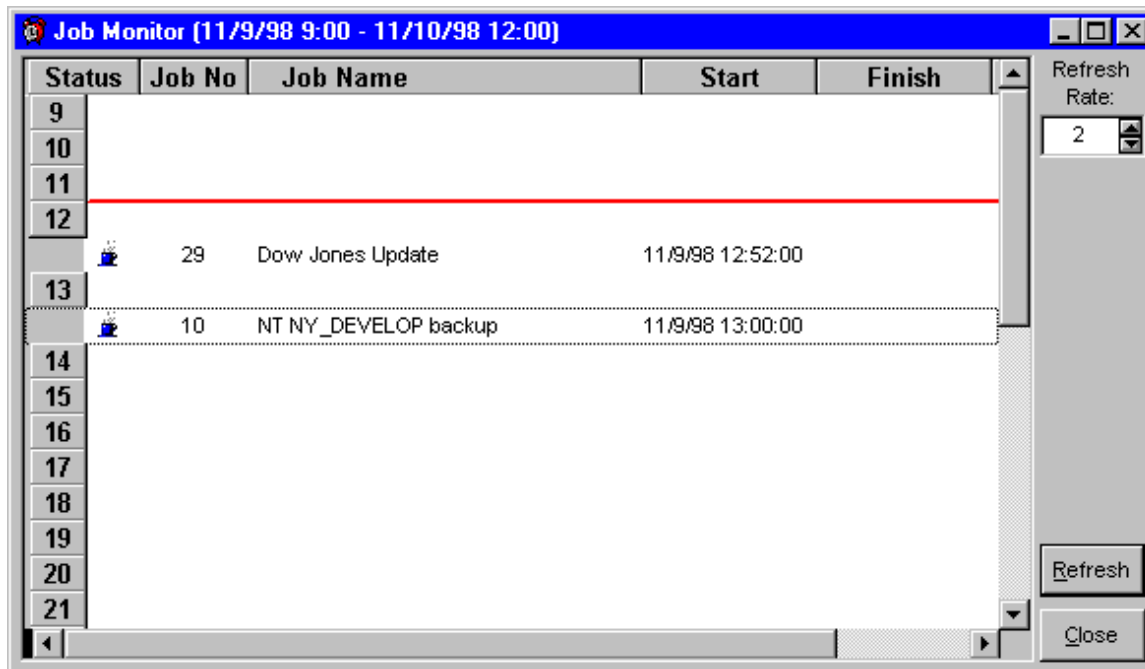 Job Monitor (11/9/98 9:00 - 11/10/98 12:00)
Status Job No Job Name Start Finish
Refresh
Rate:
2
9
10
11
12
29 Dow Jones Update 11/9/98 12:52:00
13
10 NT NY_DEVELOP backup 11/9/98 13:00:00
14
15
16
17
18
19
20
21
Refresh
Close